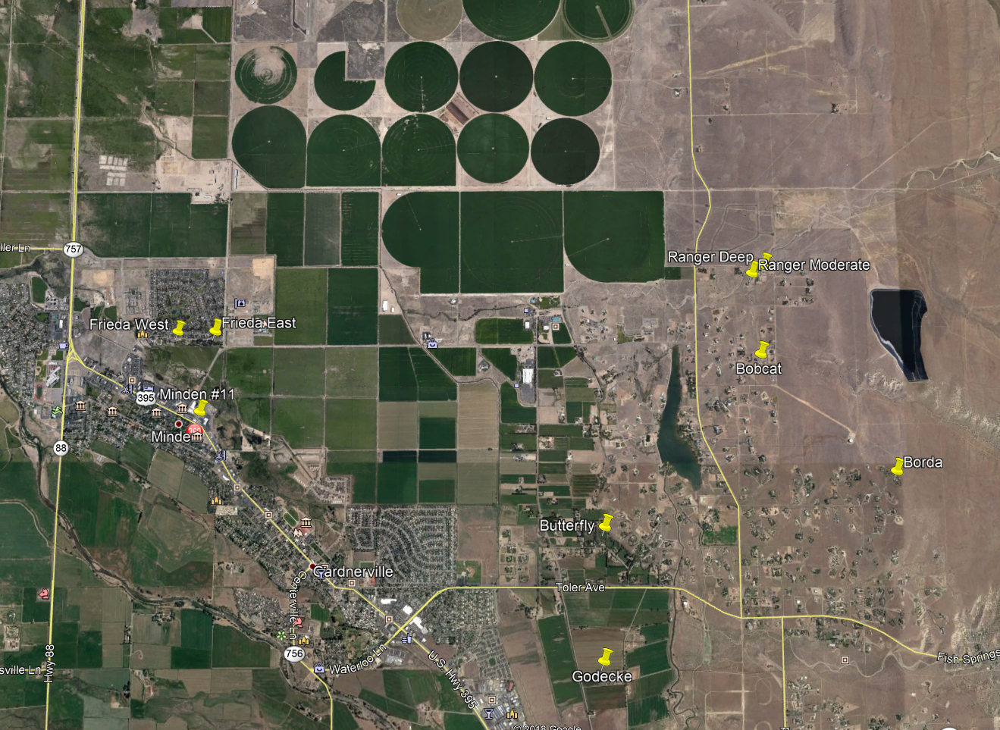 ller Ln
757
Ranger Deep
Ranger Moderate
Frieda West
Frieda East
Bobcat
395
Minden #11
Minde
88
Borda
Butterfly
Gardnerville
Centerville Ln
Toler Ave
756
Waterloo Ln
U.S. Hwy 395
Hwy 88
sville Ln
Godecke
Fish Springs
© 2018 Google